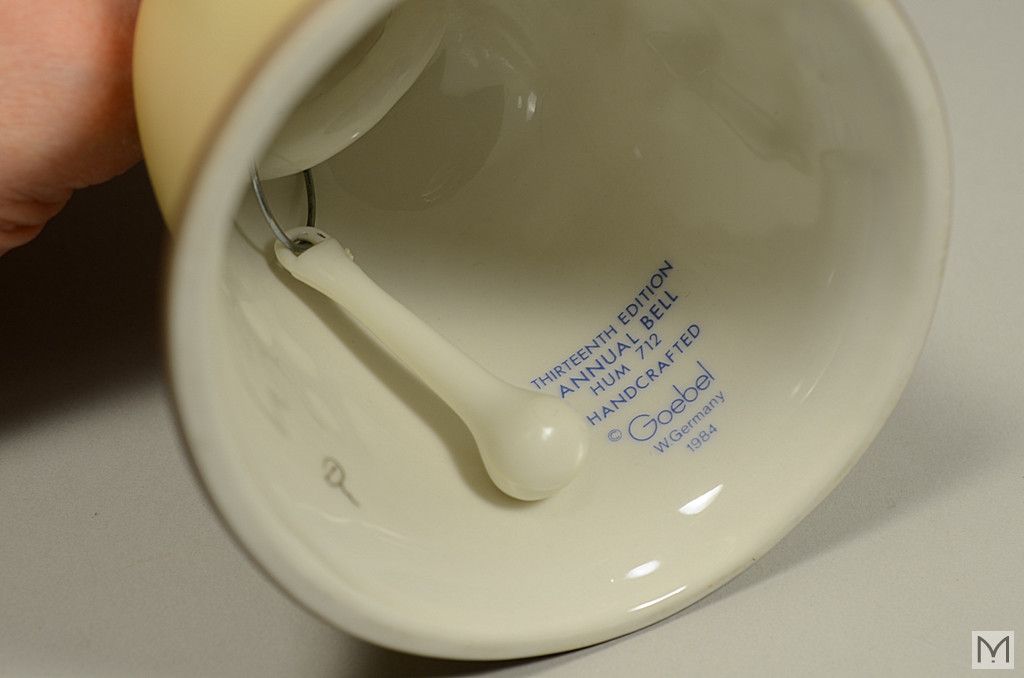 THIRTEENTH EDITION
ANNUAL BELL
HUM 712
HANDCRAFTED
© Goebel
W.Germany
1984
D
M